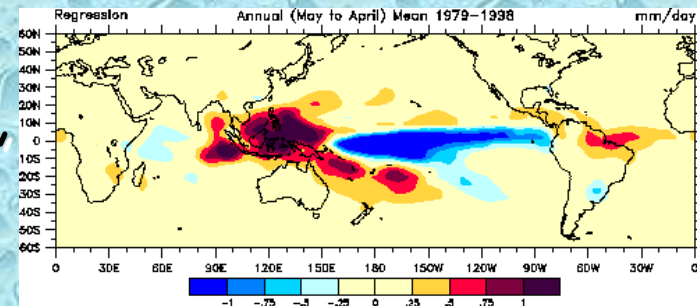 Regression Annual (May to April) Mean 1979-1998 mm/day
60N
50N
40N
30N
20N
10N
0
10S
20S
30S
40S
50S
60S
0 30E 60E 90E 120E 150E 180 150W 120W 90W 60W 30W 0
-1 -.75 -.5 -.25 0 .25 .5 .75 1